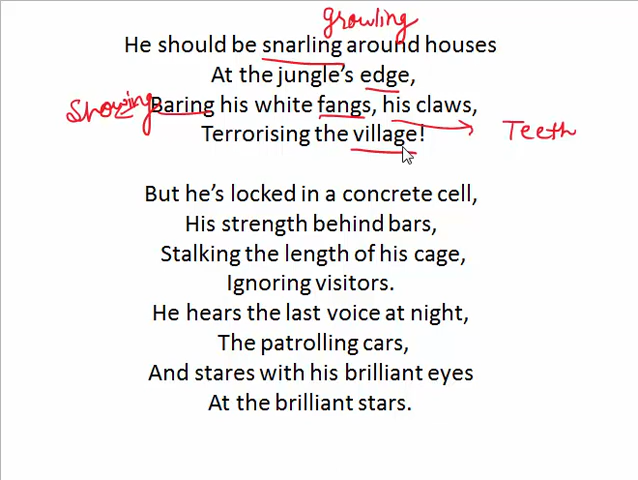 growling
He should be snarling around houses
At the jungle's edge,
Showing Baring his white fangs, his claws,
Terrorising the village! Teeth
But he's locked in a concrete cell,
His strength behind bars,
Stalking the length of his cage,
Ignoring visitors.
He hears the last voice at night,
The patrolling cars,
And stares with his brilliant eyes
At the brilliant stars.